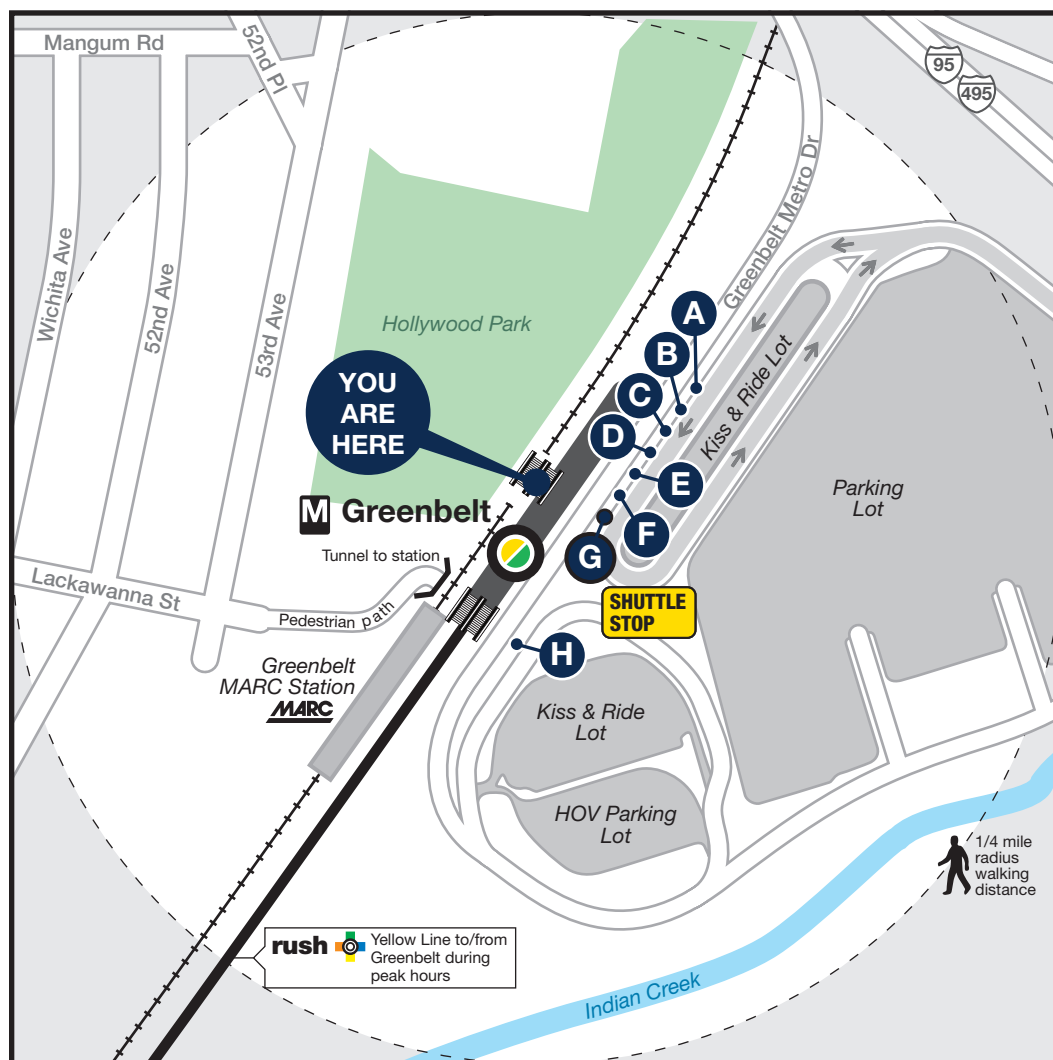 Mangum Rd
52nd Pl
95
495
Wichita Ave
52nd Ave
53rd Ave
Greenbelt Metro Dr
Hollywood Park
A
B
C
D
E
F
G
H
Kiss & Ride Lot
YOU
ARE
HERE
Parking
Lot
M Greenbelt
Tunnel to station
Lackawanna St
Pedestrian path
SHUTTLE
STOP
Greenbelt
MARC Station
MARC
Kiss & Ride
Lot
HOV Parking
Lot
1/4 mile
radius
walking
distance
rush
Yellow Line to/from
Greenbelt during
peak hours
Indian Creek